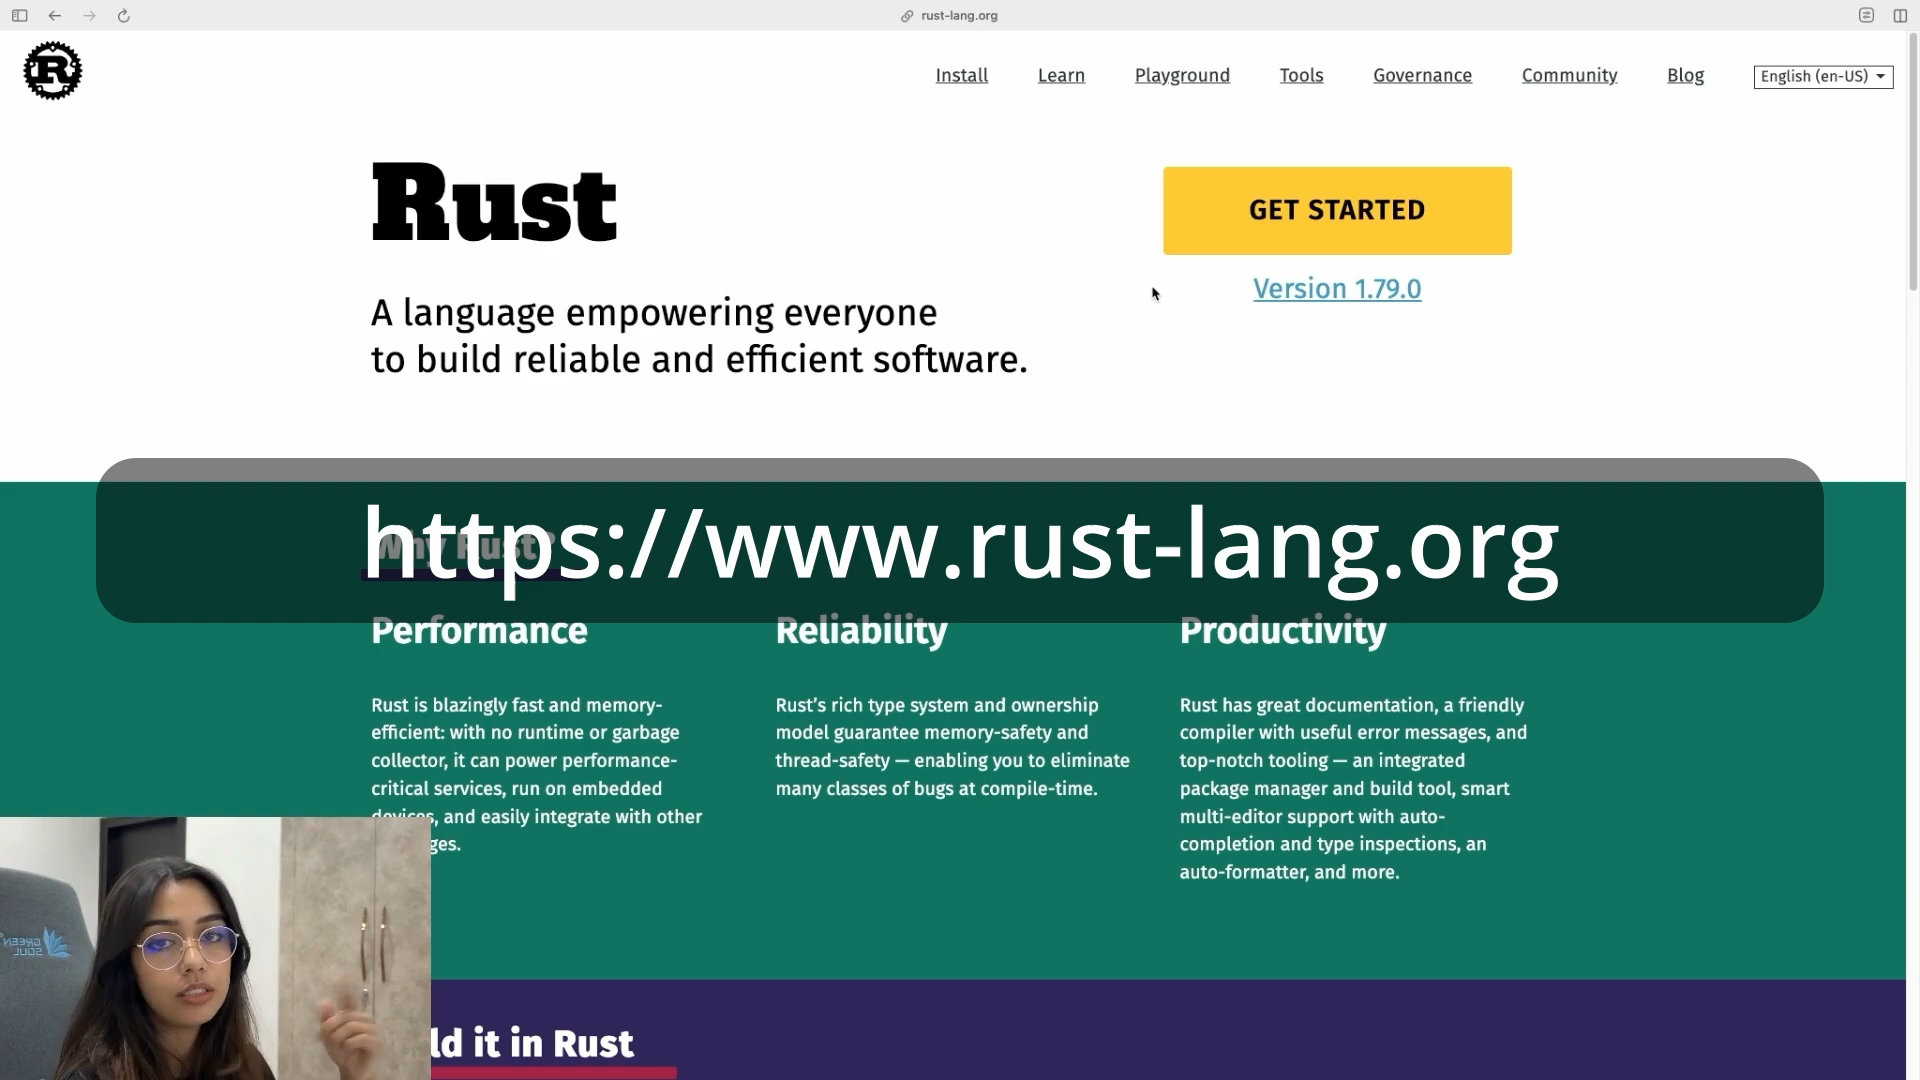 rust-lang.org
Install Learn Playground Tools Governance Community Blog English (en-US)
R
Rust
GET STARTED
Version 1.79.0
A language empowering everyone
to build reliable and efficient software.
Why Rust?
https://www.rust-lang.org
Performance
Rust is blazingly fast and memory-
efficient: with no runtime or garbage
collector, it can power performance-
critical services, run on embedded
devices, and easily integrate with other
ges.
Reliability
Rust’s rich type system and ownership
model guarantee memory-safety and
thread-safety — enabling you to eliminate
many classes of bugs at compile-time.
Productivity
Rust has great documentation, a friendly
compiler with useful error messages, and
top-notch tooling — an integrated
package manager and build tool, smart
multi-editor support with auto-
completion and type inspections, an
auto-formatter, and more.
GREEN
SOUL
ld it in Rust